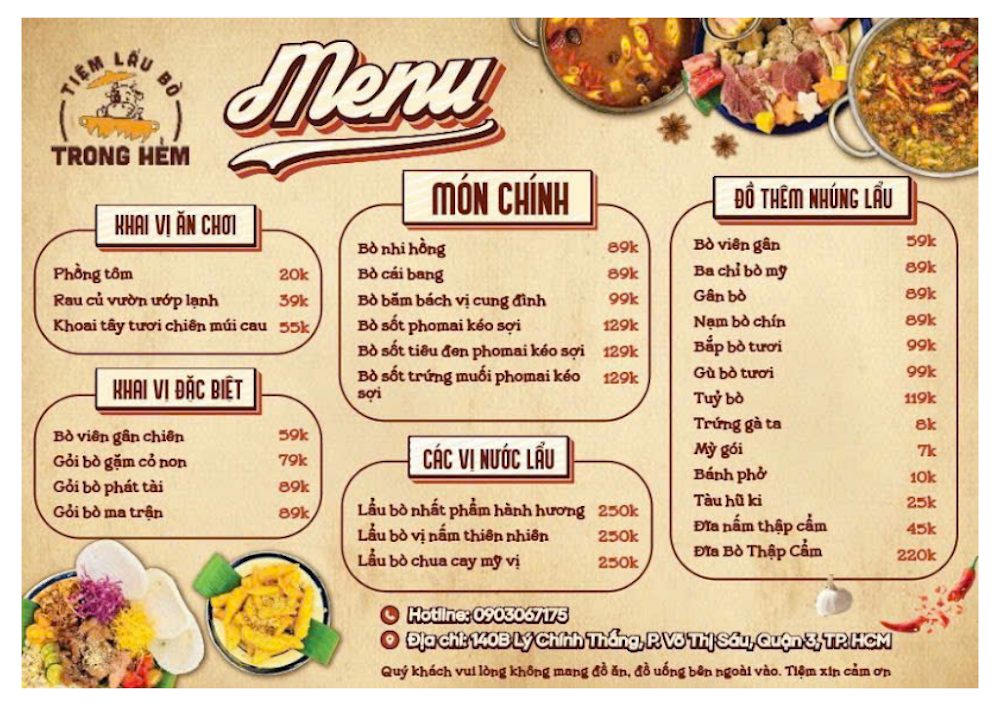 TIỆM LẨU BÒ
TRONG HẺM
Menu
KHAI VỊ ĂN CHƠI
Phồng tôm 20k
Rau củ vườn ướp lạnh 39k
Khoai tây tươi chiên múi cau 55k
KHAI VỊ ĐẶC BIỆT
Bò viên gân chiên 59k
Gỏi bò gặm cỏ non 79k
Gỏi bò phát tài 89k
Gỏi bò ma trận 89k
MÓN CHÍNH
Bò nhi hồng 89k
Bò cái bang 89k
Bò băm bách vị cung đình 99k
Bò sốt phomai kéo sợi 129k
Bò sốt tiêu đen phomai kéo sợi 129k
Bò sốt trứng muối phomai kéo 129k
sợi
CÁC VỊ NƯỚC LẨU
Lẩu bò nhất phẩm hành hương 250k
Lẩu bò vị nấm thiên nhiên 250k
Lẩu bò chua cay mỹ vị 250k
ĐỒ THÊM NHÚNG LẨU
Bò viên gân 59k
Ba chỉ bò mỹ 89k
Gân bò 89k
Nạm bò chín 89k
Bắp bò tươi 99k
Gù bò tươi 99k
Tuỷ bò 119k
Trứng gà ta 8k
Mỳ gói 7k
Bánh phở 10k
Tàu hũ ki 25k
Đĩa nấm thập cẩm 45k
Đĩa Bò Thập Cẩm 220k
Hotline: 0903067175
Địa chỉ: 140B Lý Chính Thắng, P. Võ Thị Sáu, Quận 3, TP. HCM
Quý khách vui lòng không mang đồ ăn, đồ uống bên ngoài vào. Tiệm xin cảm ơn